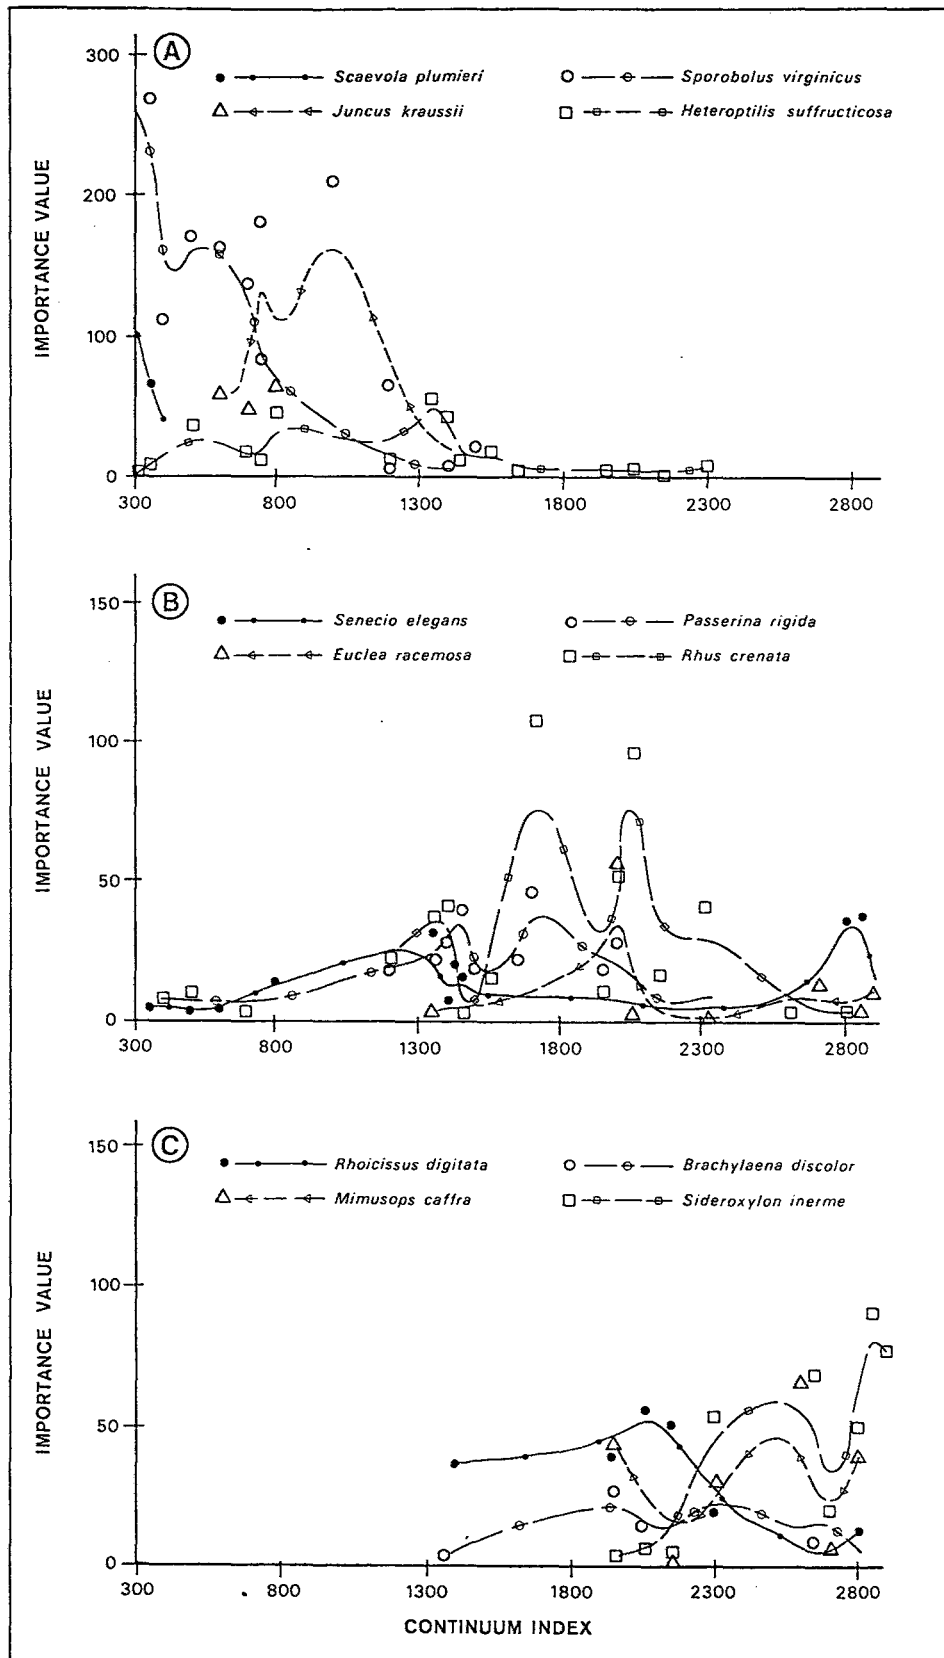 A
300
Scaevola plumieri
Sporobolus virginicus
Juncus kraussii
Heteroptilis suffructicosa
200
100
0
IMPORTANCE VALUE
300 800 1300 1800 2300 2800
B
150
Senecio elegans
Passerina rigida
Euclea racemosa
Rhus crenata
100
50
0
IMPORTANCE VALUE
300 800 1300 1800 2300 2800
C
150
Rhoicissus digitata
Brachylaena discolor
Mimusops caffra
Sideroxylon inerme
100
50
0
IMPORTANCE VALUE
300 800 1300 1800 2300 2800
CONTINUUM INDEX